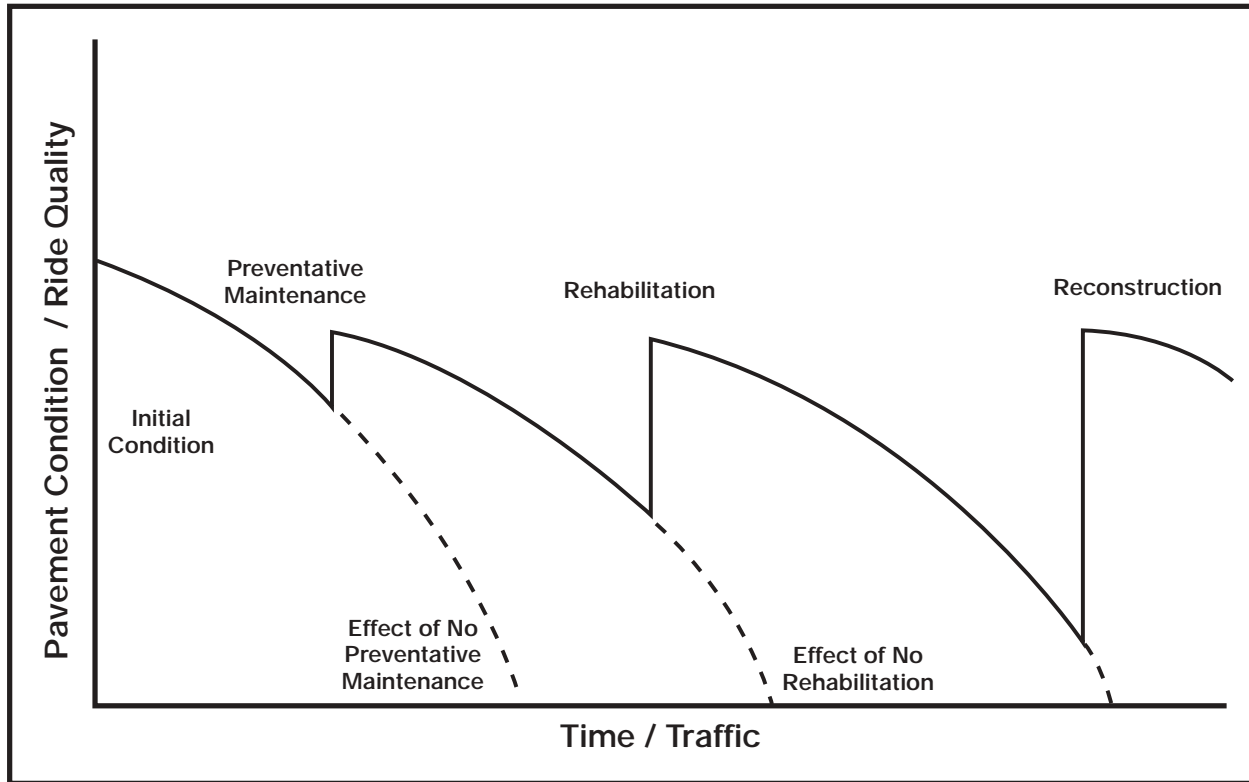 Pavement Condition / Ride Quality
Preventative
Maintenance
Rehabilitation
Reconstruction
Initial
Condition
Effect of No
Preventative
Maintenance
Effect of No
Rehabilitation
Time / Traffic